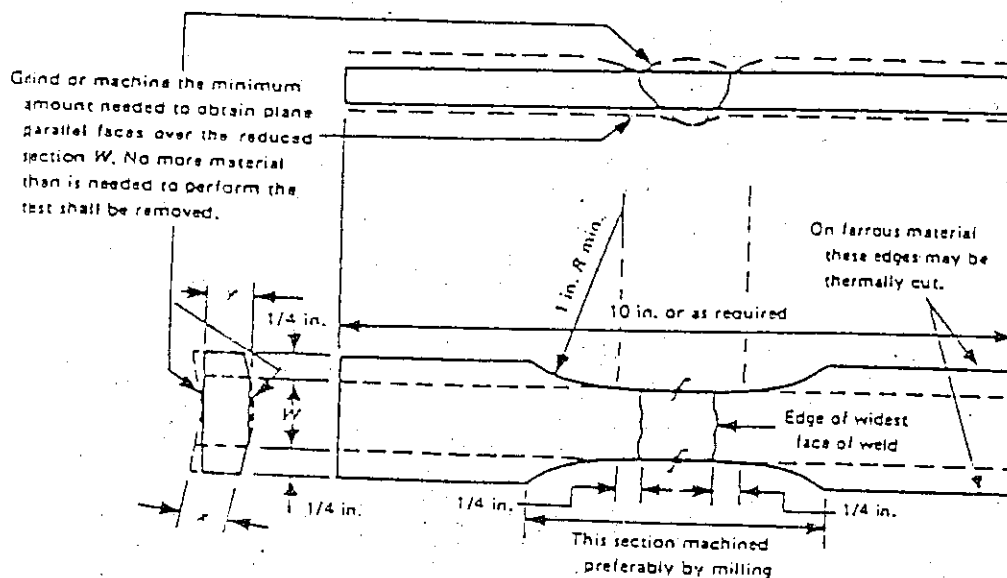 Grind or machine the minimum
amount needed to obtain plane
parallel faces over the reduced
section W. No more material
than is needed to perform the
test shall be removed.
On ferrous material
these edges may be
thermally cut.
1 in. R min.
10 in. or as required
y
1/4 in.
W
Edge of widest
face of weld
x
1/4 in.
1/4 in.
1/4 in.
This section machined
preferably by milling